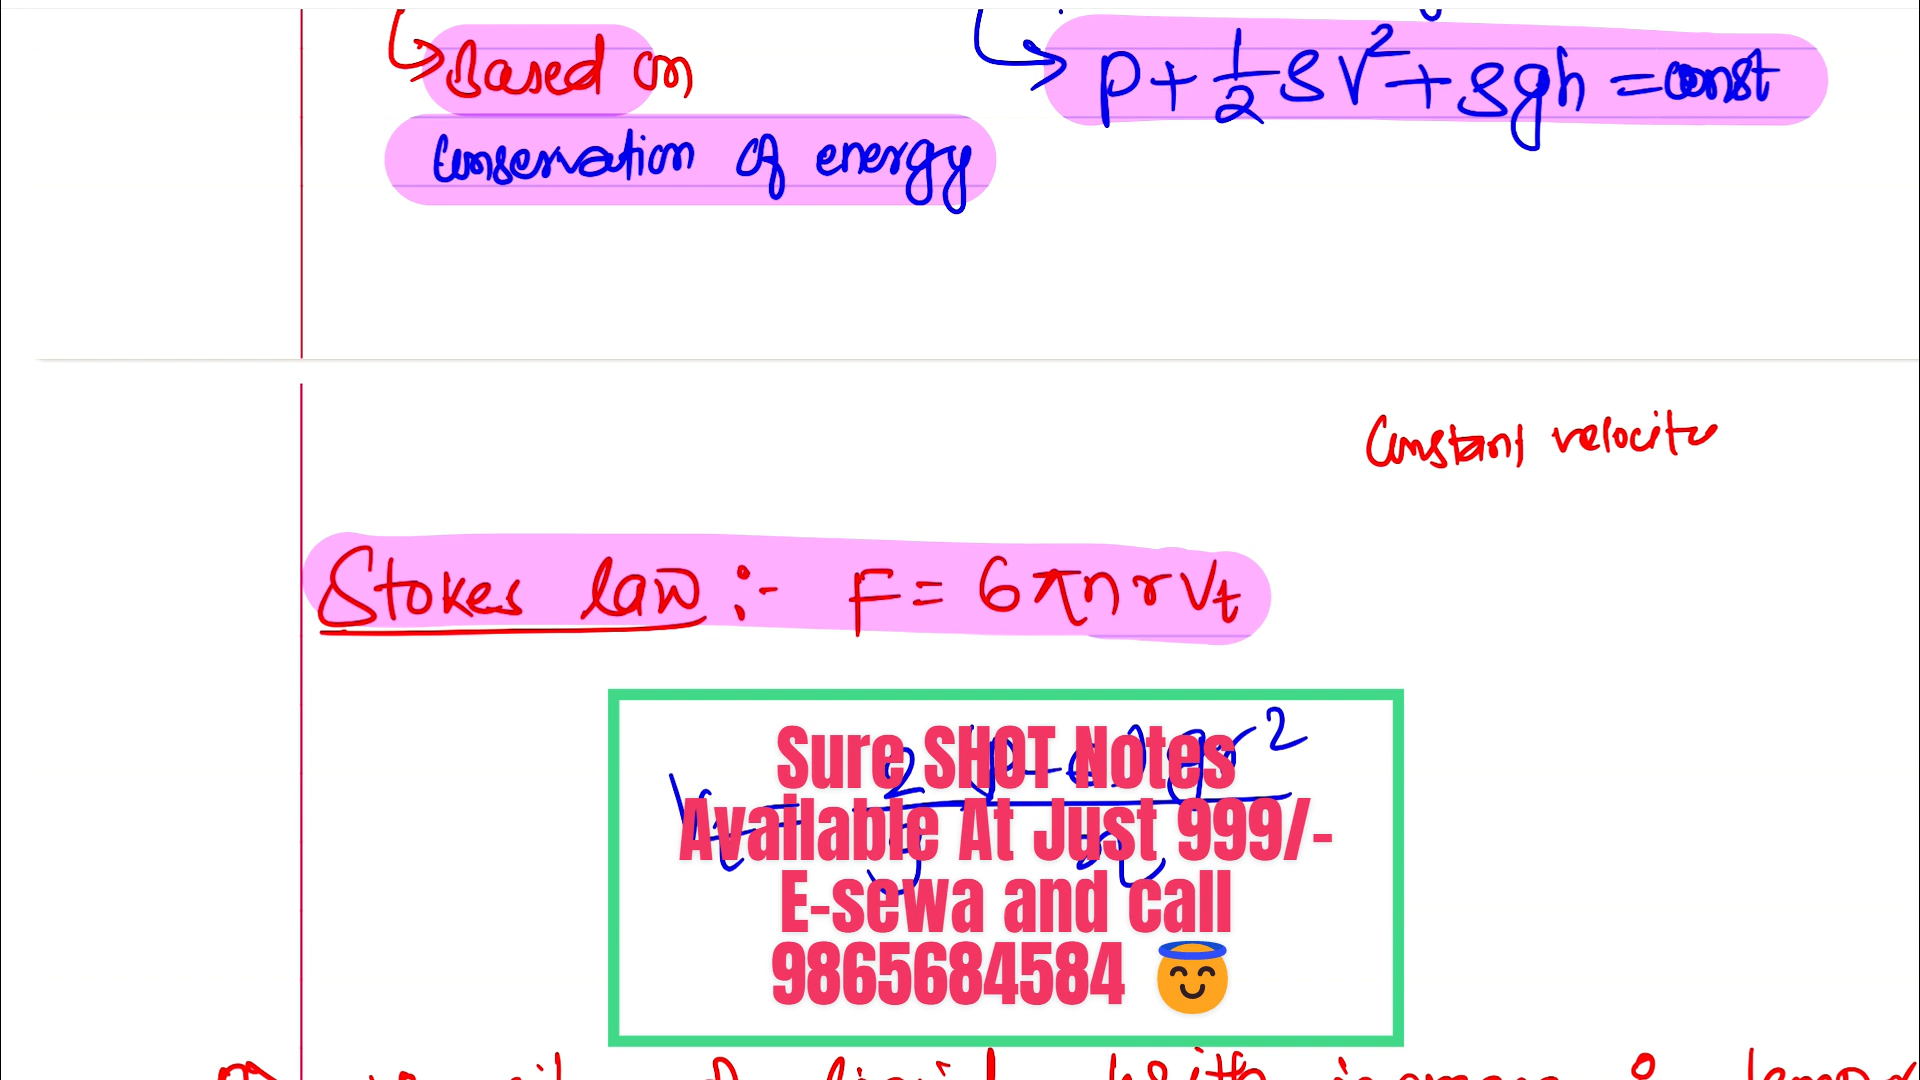 Based on
P + 1/2 ρv² + ρgh = const
Conservation of energy
Constant velocity
Stokes law :- F = 6πηrVt
Sure SHOT Notes
Available At Just 999/-
E-sewa and call
9865684584 😇